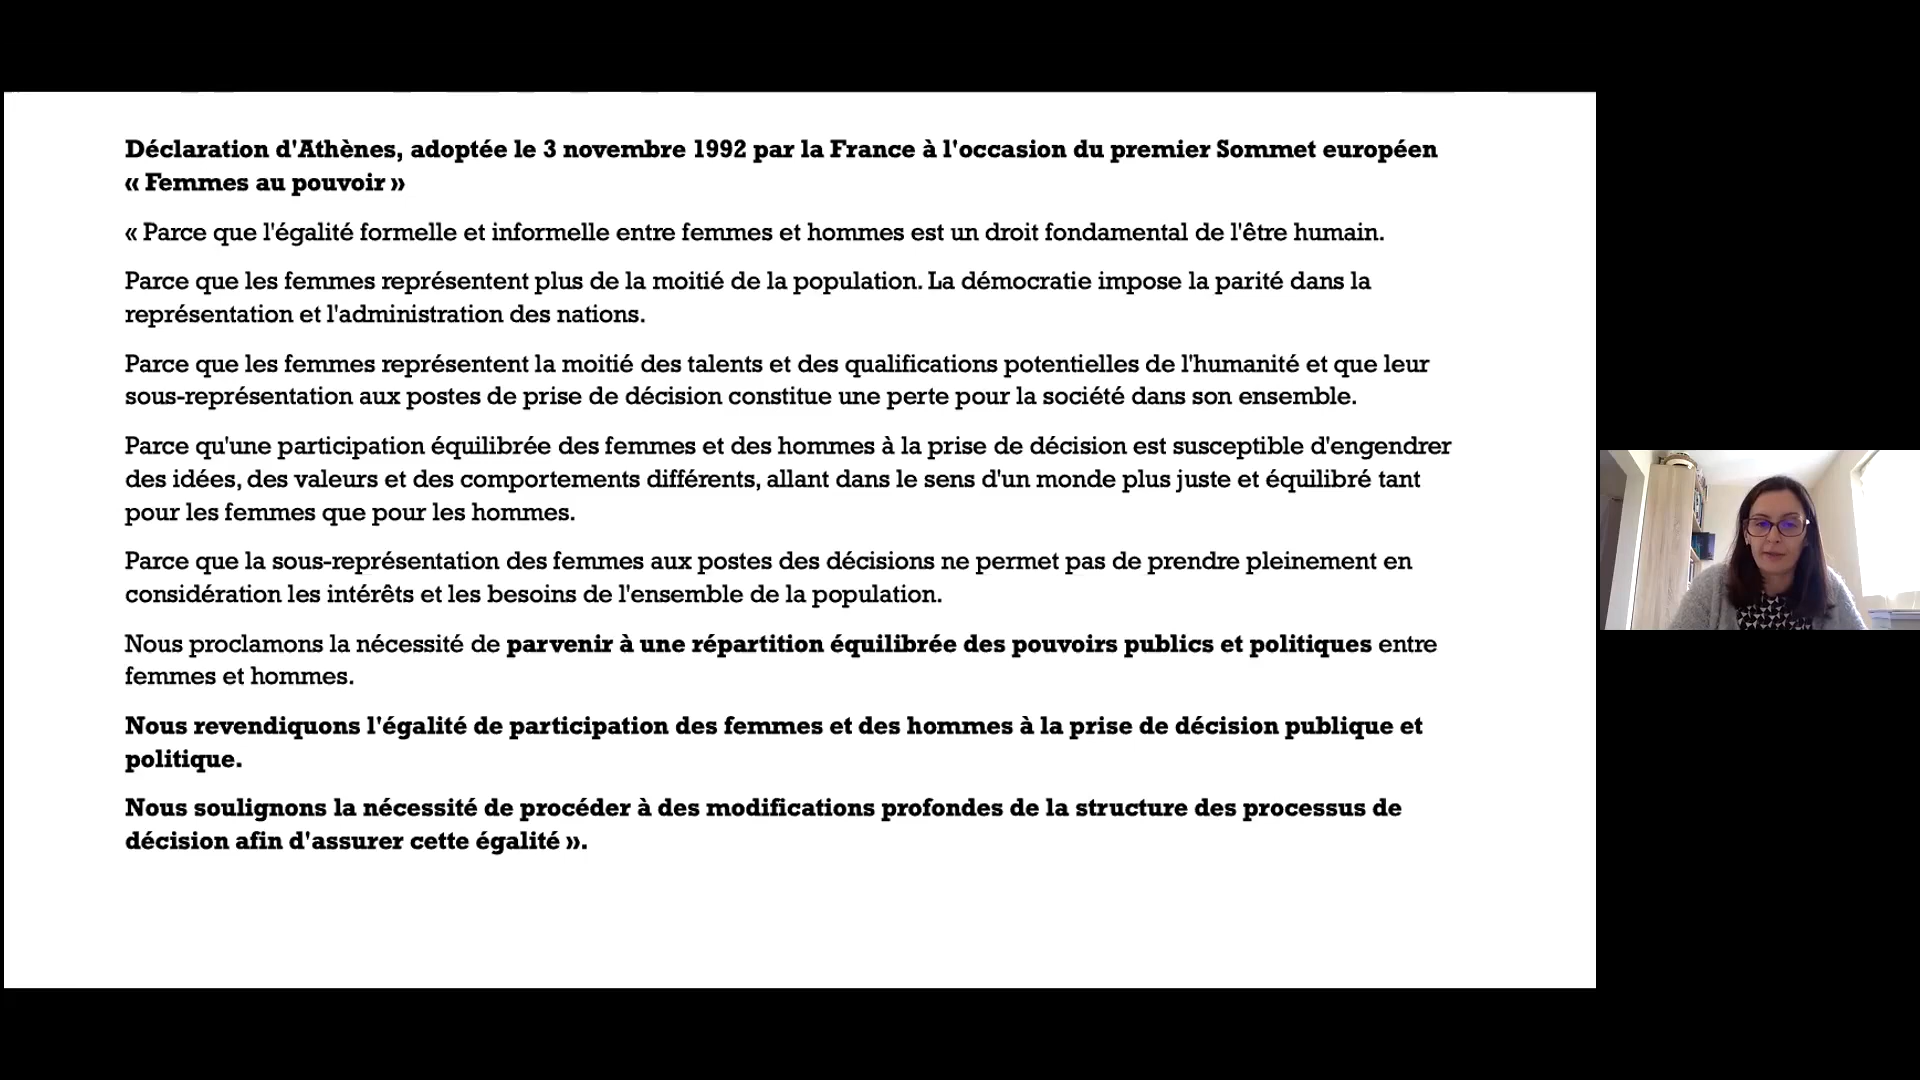 Déclaration d'Athènes, adoptée le 3 novembre 1992 par la France à l'occasion du premier Sommet européen
« Femmes au pouvoir »
« Parce que l'égalité formelle et informelle entre femmes et hommes est un droit fondamental de l'être humain.
Parce que les femmes représentent plus de la moitié de la population. La démocratie impose la parité dans la
représentation et l'administration des nations.
Parce que les femmes représentent la moitié des talents et des qualifications potentielles de l'humanité et que leur
sous-représentation aux postes de prise de décision constitue une perte pour la société dans son ensemble.
Parce qu'une participation équilibrée des femmes et des hommes à la prise de décision est susceptible d'engendrer
des idées, des valeurs et des comportements différents, allant dans le sens d'un monde plus juste et équilibré tant
pour les femmes que pour les hommes.
Parce que la sous-représentation des femmes aux postes des décisions ne permet pas de prendre pleinement en
considération les intérêts et les besoins de l'ensemble de la population.
Nous proclamons la nécessité de parvenir à une répartition équilibrée des pouvoirs publics et politiques entre
femmes et hommes.
Nous revendiquons l'égalité de participation des femmes et des hommes à la prise de décision publique et
politique.
Nous soulignons la nécessité de procéder à des modifications profondes de la structure des processus de
décision afin d'assurer cette égalité ».